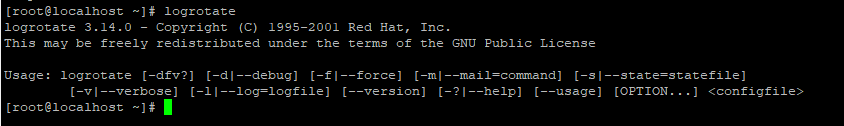 [root@localhost ~]# logrotate
logrotate 3.14.0 - Copyright (C) 1995-2001 Red Hat, Inc.
This may be freely redistributed under the terms of the GNU Public License
Usage: logrotate [-dfv?] [-d|--debug] [-f|--force] [-m|--mail=command] [-s|--state=statefile]
[-v|--verbose] [-l|--log=logfile] [--version] [-?|--help] [--usage] [OPTION...] <configfile>
[root@localhost ~]#